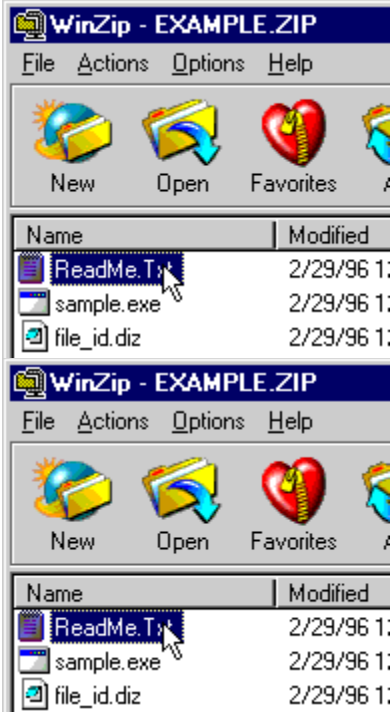 WinZip - EXAMPLE.ZIP
File Actions Options Help
New Open Favorites
Name Modified
ReadMe.Txt 2/29/96
sample.exe 2/29/96
file_id.diz 2/29/96
WinZip - EXAMPLE.ZIP
File Actions Options Help
New Open Favorites
Name Modified
ReadMe.Txt 2/29/96
sample.exe 2/29/96
file_id.diz 2/29/96